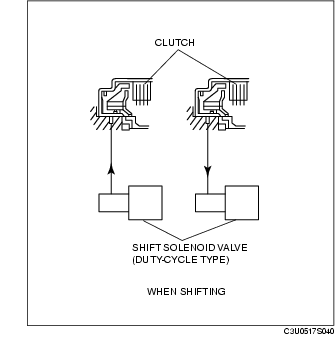 CLUTCH
SHIFT SOLENOID VALVE
(DUTY-CYCLE TYPE)
WHEN SHIFTING
C3U0517S040